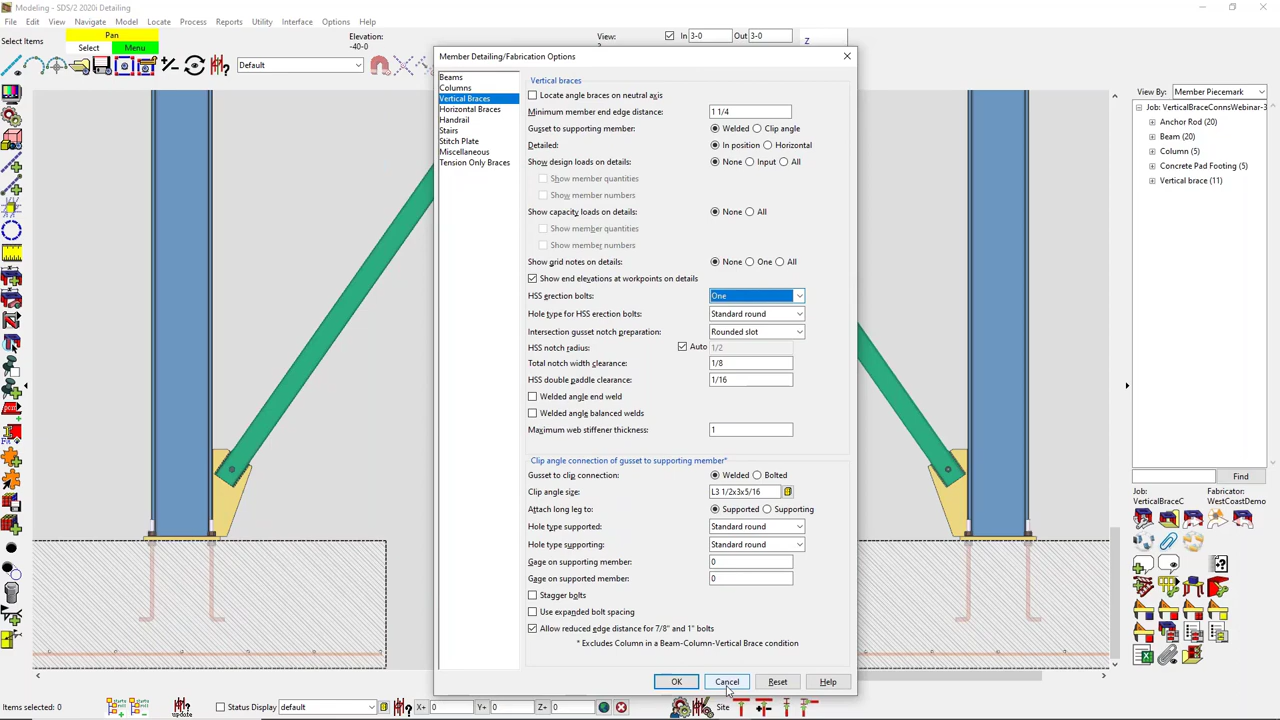 Modeling - SDS/2 2020i Detailing
File Edit View Navigate Model Locate Process Reports Utility Interface Options Help
Select Items
Pan
Select Menu
Elevation:
-40-0
View:
In 3-0 Out 3-0
Z
Default
View By: Member Piecemark
Job: VerticalBraceConnsWebinar-3
Anchor Rod (20)
Beam (20)
Column (5)
Concrete Pad Footing (5)
Vertical brace (11)
Find
Job: Fabricator:
VerticalBraceC WestCoastDemo
Member Detailing/Fabrication Options
Beams
Columns
Vertical Braces
Horizontal Braces
Handrail
Stairs
Stitch Plate
Miscellaneous
Tension Only Braces
Vertical braces
Locate angle braces on neutral axis
Minimum member end edge distance: 1 1/4
Gusset to supporting member: Welded Clip angle
Detailed: In position Horizontal
Show design loads on details: None Input All
Show member quantities
Show member numbers
Show capacity loads on details: None All
Show member quantities
Show member numbers
Show grid notes on details: None One All
Show end elevations at workpoints on details
HSS erection bolts: One
Hole type for HSS erection bolts: Standard round
Intersection gusset notch preparation: Rounded slot
HSS notch radius: Auto 1/2
Total notch width clearance: 1/8
HSS double paddle clearance: 1/16
Welded angle end weld
Welded angle balanced welds
Maximum web stiffener thickness: 1
Clip angle connection of gusset to supporting member*
Gusset to clip connection: Welded Bolted
Clip angle size: L3 1/2x3x5/16
Attach long leg to: Supported Supporting
Hole type supported: Standard round
Hole type supporting: Standard round
Gage on supporting member: 0
Gage on supported member: 0
Stagger bolts
Use expanded bolt spacing
Allow reduced edge distance for 7/8" and 1" bolts
* Excludes Column in a Beam-Column-Vertical Brace condition
OK Cancel Reset Help
Items selected: 0
update
Status Display default X+ 0 Y+ 0 Z+ 0 Site